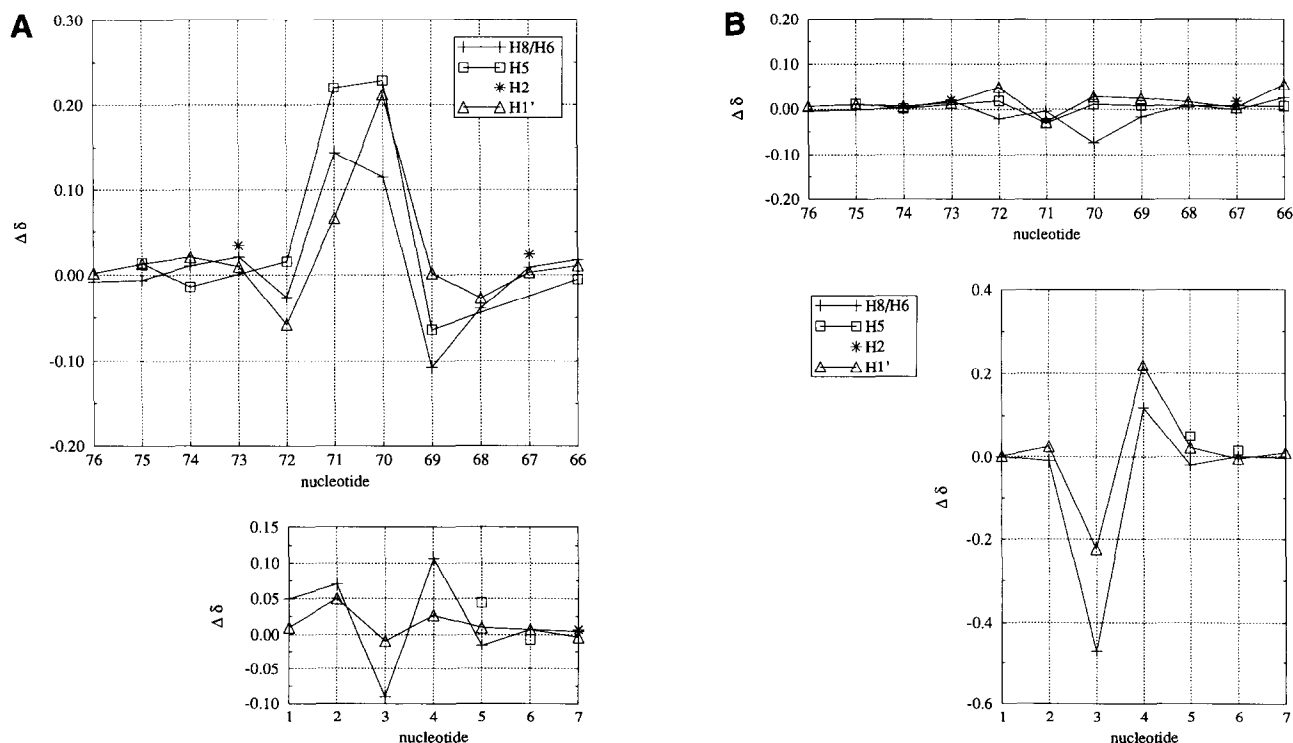 A
0.30
0.20
0.10
0.00
-0.10
-0.20
Δ δ
H8/H6
H5
H2
H1'
76 75 74 73 72 71 70 69 68 67 66
nucleotide
0.15
0.10
0.05
0.00
-0.05
-0.10
Δ δ
1 2 3 4 5 6 7
nucleotide
B
0.20
0.10
0.00
-0.10
-0.20
Δ δ
76 75 74 73 72 71 70 69 68 67 66
nucleotide
H8/H6
H5
H2
H1'
0.4
0.2
0.0
-0.2
-0.4
-0.6
Δ δ
1 2 3 4 5 6 7
nucleotide